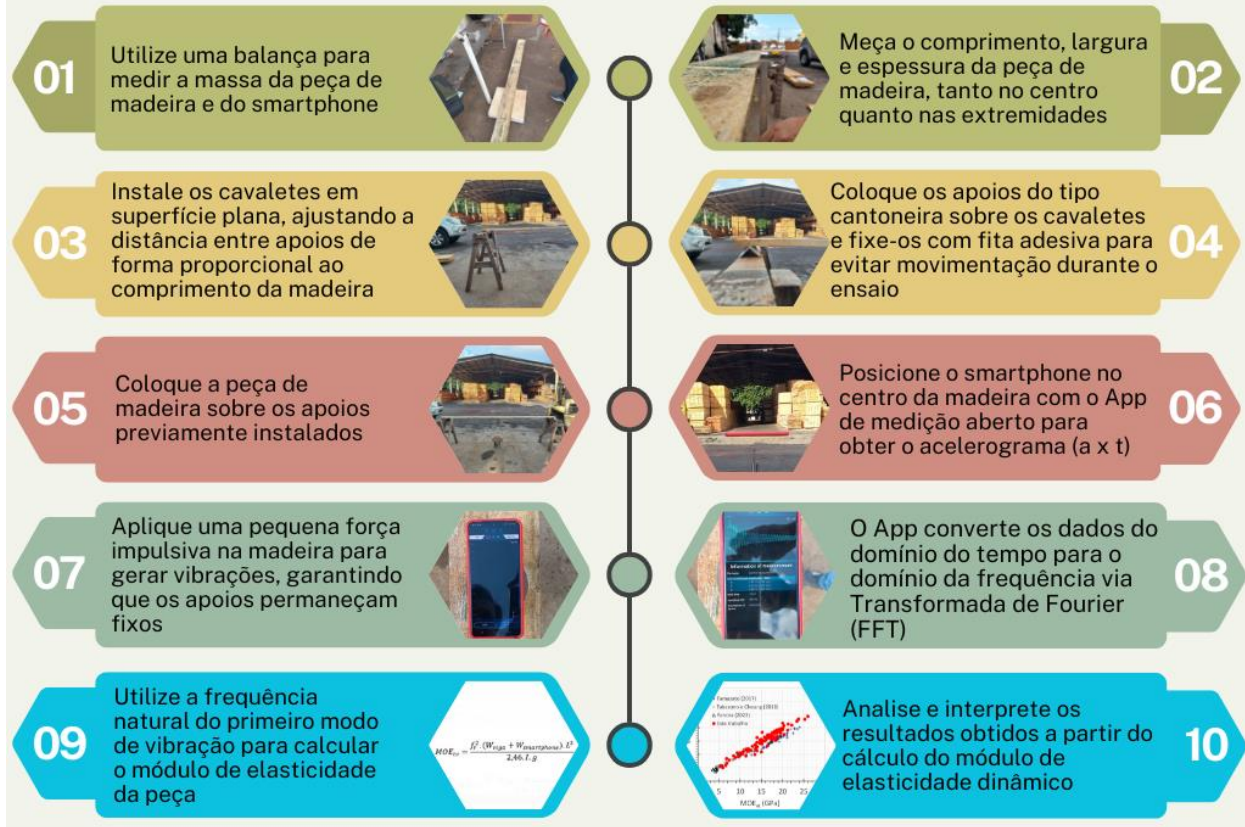 01
Utilize uma balança para
medir a massa da peça de
madeira e do smartphone
02
Meça o comprimento, largura
e espessura da peça de
madeira, tanto no centro
quanto nas extremidades
03
Instale os cavaletes em
superfície plana, ajustando a
distância entre apoios de
forma proporcional ao
comprimento da madeira
04
Coloque os apoios do tipo
cantoneira sobre os cavaletes
e fixe-os com fita adesiva para
evitar movimentação durante o
ensaio
05
Coloque a peça de
madeira sobre os apoios
previamente instalados
06
Posicione o smartphone no
centro da madeira com o App
de medição aberto para
obter o acelerograma (a x t)
07
Aplique uma pequena força
impulsiva na madeira para
gerar vibrações, garantindo
que os apoios permaneçam
fixos
08
O App converte os dados do
domínio do tempo para o
domínio da frequência via
Transformada de Fourier
(FFT)
09
Utilize a frequência
natural do primeiro modo
de vibração para calcular
o módulo de elasticidade
da peça
10
Analise e interprete os
resultados obtidos a partir do
cálculo do módulo de
elasticidade dinâmico
5 10 15 20 25